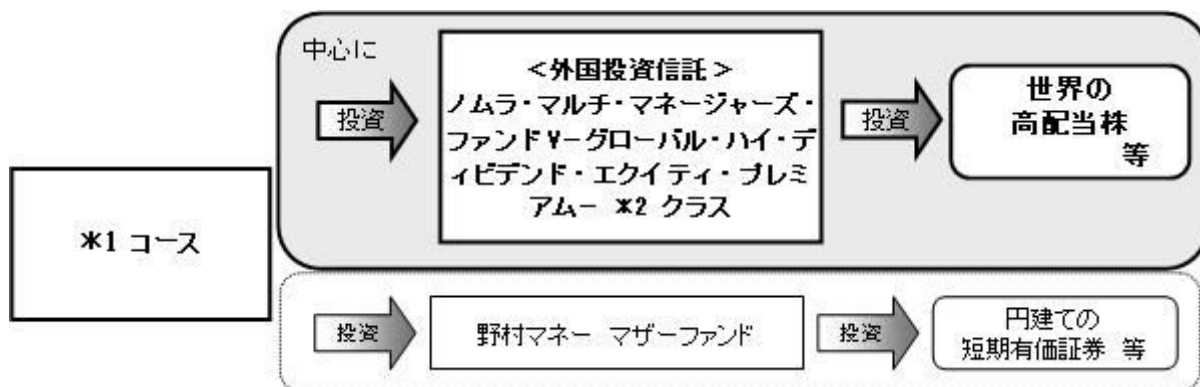 中心に
投資
<外国投資信託>
ノムラ・マルチ・マネージャーズ・
ファンドⅤ－グローバル・ハイ・デ
ィビデンド・エクイティ・プレミ
アム－ *2 クラス
投資
世界の
高配当株
等
*1 コース
投資
野村マネー マザーファンド
投資
円建ての
短期有価証券 等